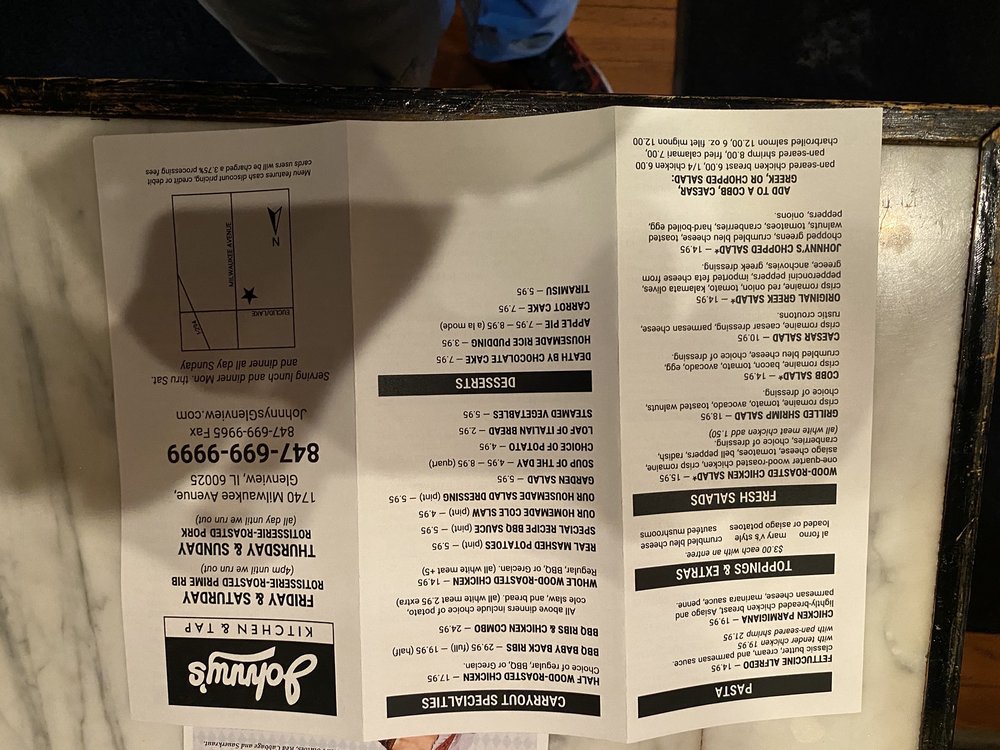 Red Cabbage and Sauerkraut.
PASTA
FETTUCINE ALFREDO — 14.95
classic butter, cream, and parmesan sauce.
with tender chicken 19.95
with pan-seared shrimp 21.95
CHICKEN PARMIGIANA — 19.95
lightly-breaded chicken breast, Asiago and
parmesan cheese, marinara sauce, penne.
TOPPINGS & EXTRAS
$3.00 each with an entree.
al forno mary v's style crumbled bleu cheese
loaded or asiago potatoes sautéed mushrooms
FRESH SALADS
WOOD-ROASTED CHICKEN SALAD* — 15.95
one-quarter wood-roasted chicken, crisp romaine,
asiago cheese, tomatoes, bell peppers, radish,
cranberries, choice of dressing.
(all white meat chicken add 1.50)
GRILLED SHRIMP SALAD — 18.95
crisp romaine, tomato, avocado, toasted walnuts,
choice of dressing.
COBB SALAD* — 14.95
crisp romaine, bacon, tomato, avocado, egg,
crumbled bleu cheese, choice of dressing.
CAESAR SALAD — 10.95
crisp romaine, caesar dressing, parmesan cheese,
rustic croutons.
ORIGINAL GREEK SALAD* — 14.95
crisp romaine, red onion, tomato, kalamata olives,
pepperoncini peppers, imported feta cheese from
greece, anchovies, greek dressing.
JOHNNY'S CHOPPED SALAD* — 14.95
chopped greens, crumbled bleu cheese, toasted
walnuts, tomatoes, cranberries, hard-boiled egg,
peppers, onions.
ADD TO A COBB, CAESAR,
GREEK, OR CHOPPED SALAD:
pan-seared chicken breast 6.00, 1/4 chicken 6.00
pan-seared shrimp 8.00, fried calamari 7.00,
charbroiled salmon 12.00, 6 oz. filet mignon 12.00
CARRYOUT SPECIALTIES
HALF WOOD-ROASTED CHICKEN — 17.95
Choice of regular, BBQ, or Grecian.
BBQ BABY BACK RIBS — 29.95 (full) — 19.95 (half)
BBQ RIBS & CHICKEN COMBO — 24.95
All above dinners include choice of potato,
cole slaw, and bread. (all white meat 2.95 extra)
WHOLE WOOD-ROASTED CHICKEN — 14.95
Regular, BBQ, or Grecian. (all white meat +5)
REAL MASHED POTATOES (pint) — 5.95
SPECIAL RECIPE BBQ SAUCE (pint) — 5.95
OUR HOMEMADE COLE SLAW (pint) — 4.95
OUR HOUSEMADE SALAD DRESSING (pint) — 5.95
GARDEN SALAD — 5.95
SOUP OF THE DAY — 4.95 — 8.95 (quart)
CHOICE OF POTATO — 4.95
LOAF OF ITALIAN BREAD — 2.95
STEAMED VEGETABLES — 5.95
DESSERTS
DEATH BY CHOCOLATE CAKE — 7.95
HOUSEMADE RICE PUDDING — 3.95
APPLE PIE — 7.95 — 8.95 (a la mode)
CARROT CAKE — 7.95
TIRAMISU — 5.95
Johnny's
KITCHEN & TAP
FRIDAY & SATURDAY
ROTISSERIE-ROASTED PRIME RIB
(4pm until we run out)
THURSDAY & SUNDAY
ROTISSERIE-ROASTED PORK
(all day until we run out)
1740 Milwaukee Avenue,
Glenview, IL 60025
847-699-9999
847-699-9965 Fax
JohnnysGlenview.com
Serving lunch and dinner Mon. thru Sat.
and dinner all day Sunday
EUCLID/LAKE
MILWAUKEE AVENUE
N
Menu features cash discount pricing, credit or debit
cards users will be charged a 3.75% processing fees